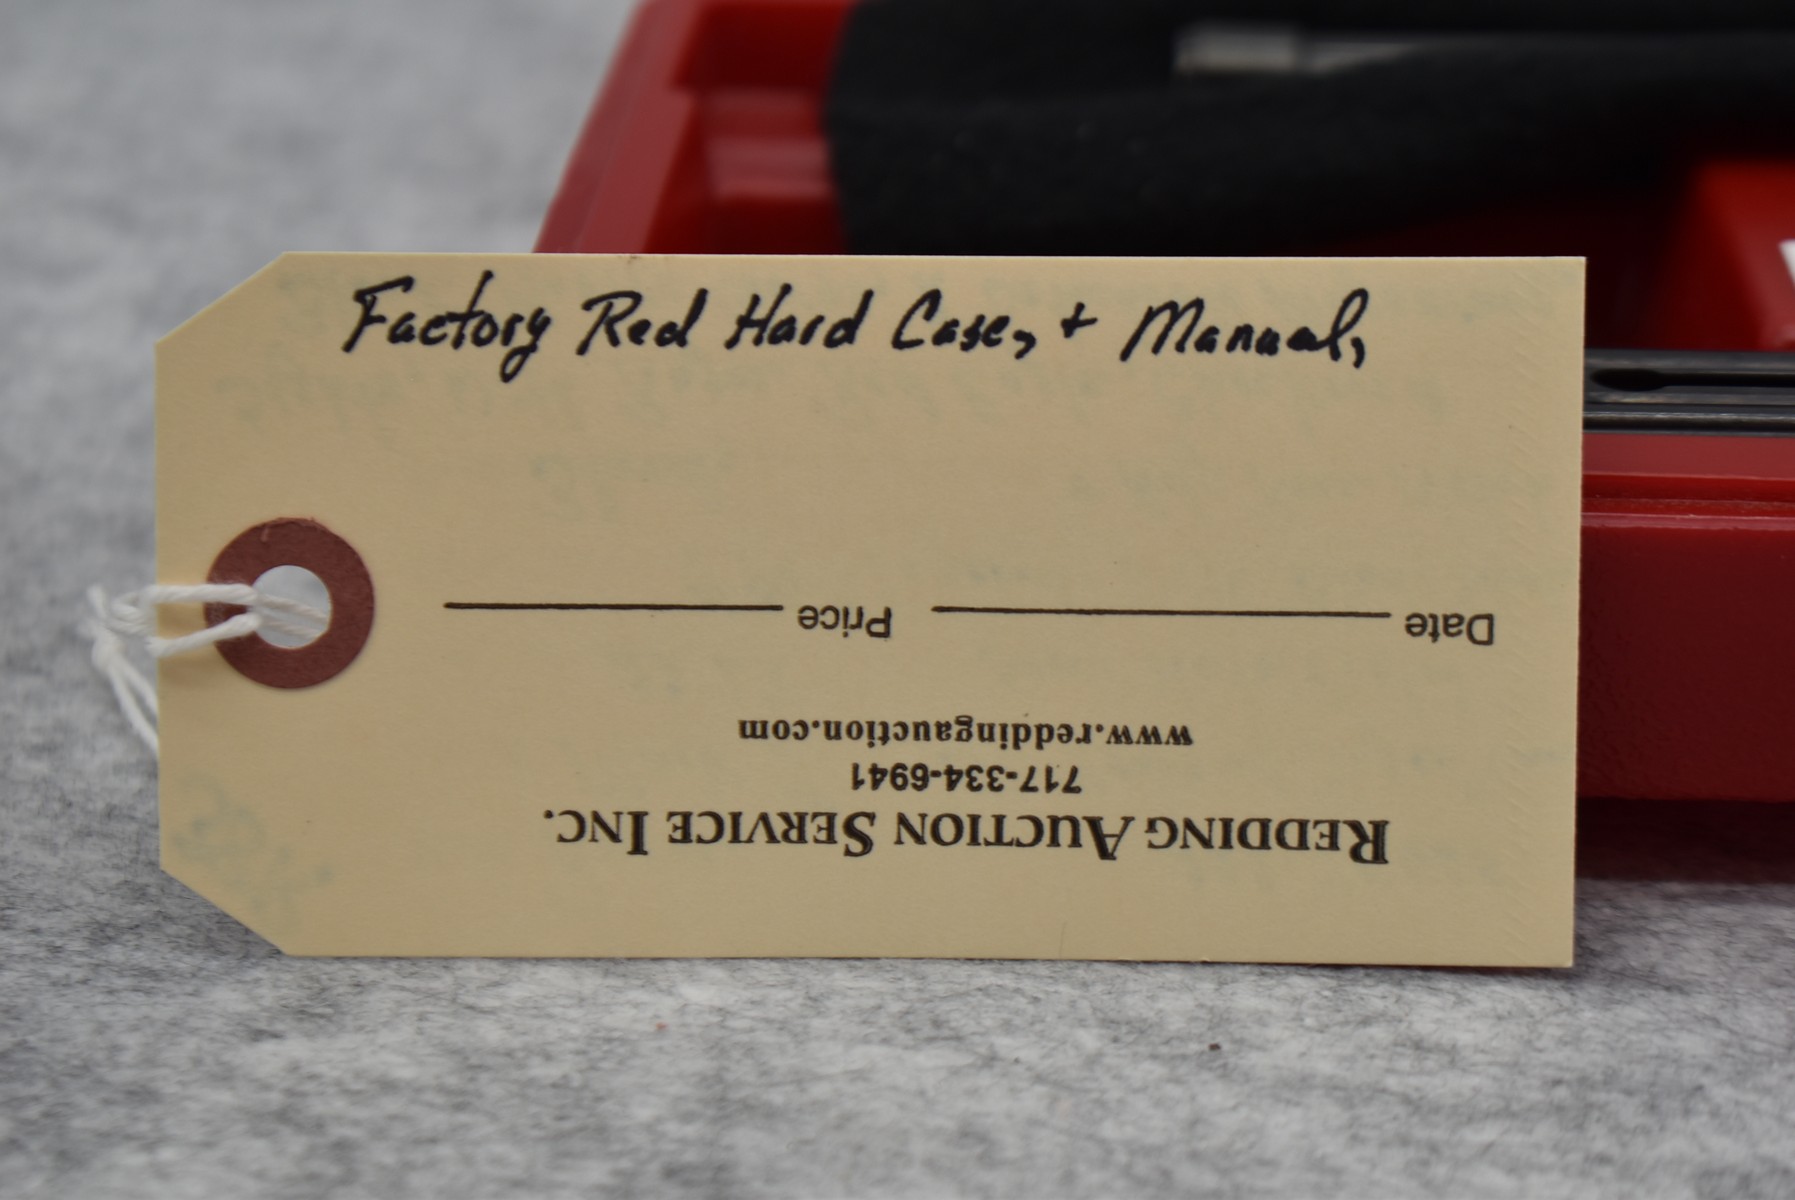 Factory Red Hard Case, + Manual,
REDDING AUCTION SERVICE INC.
717-334-6941
www.reddingauction.com
Date Price